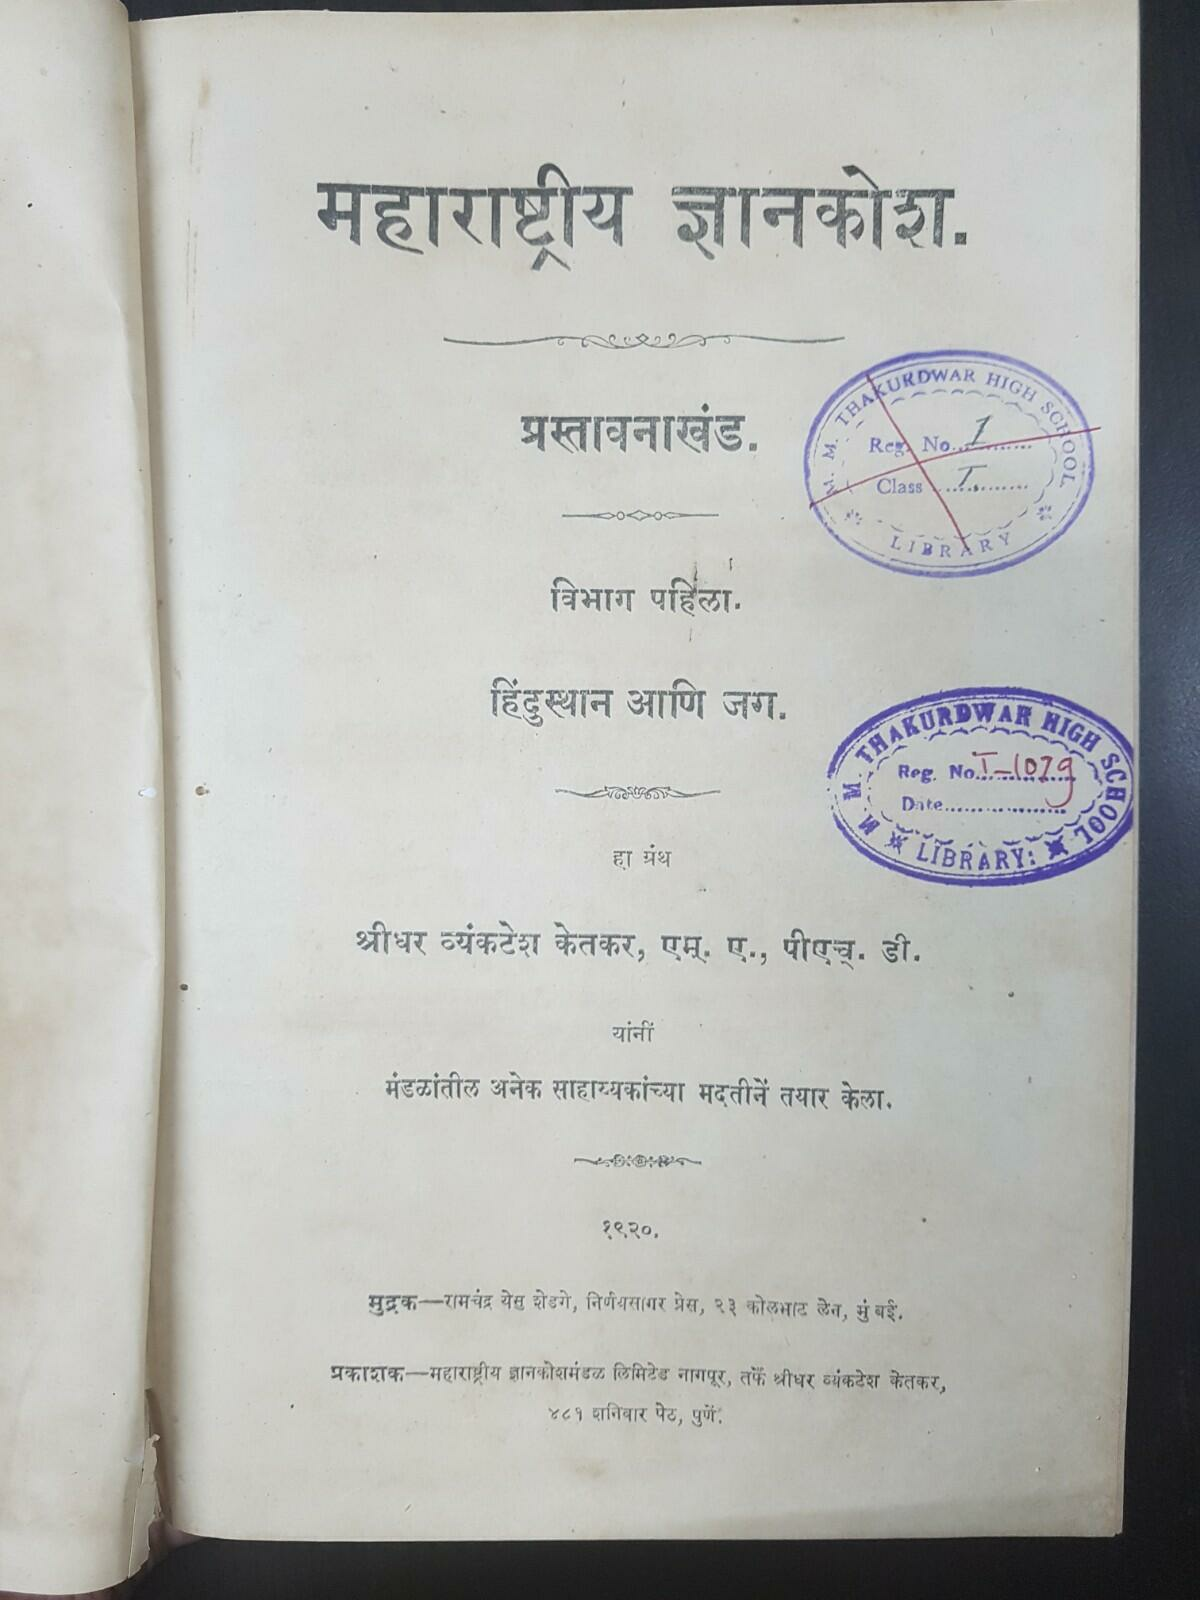 महाराष्ट्रीय ज्ञानकोश.
प्रस्तावनाखंड.
M. M. THAKURDWAR HIGH SCHOOL
Reg. No. 1
Class I.
LIBRARY
विभाग पहिला.
हिंदुस्थान आणि जग.
M. M. THAKURDWAR HIGH SCHOOL
Reg. No. I-1079
Date
LIBRARY
हा ग्रंथ
श्रीधर व्यंकटेश केतकर, एम्. ए., पीएच्. डी.
यांनीं
मंडळांतील अनेक साहाय्यकांच्या मदतीनें तयार केला.
१९२०.
मुद्रक—रामचंद्र येसु शेडगे, निर्णयसागर प्रेस, २३ कोलभाट लेन, मुंबई.
प्रकाशक—महाराष्ट्रीय ज्ञानकोशमंडळ लिमिटेड नागपूर, तर्फे श्रीधर व्यंकटेश केतकर,
४८१ शनिवार पेठ, पुणें.